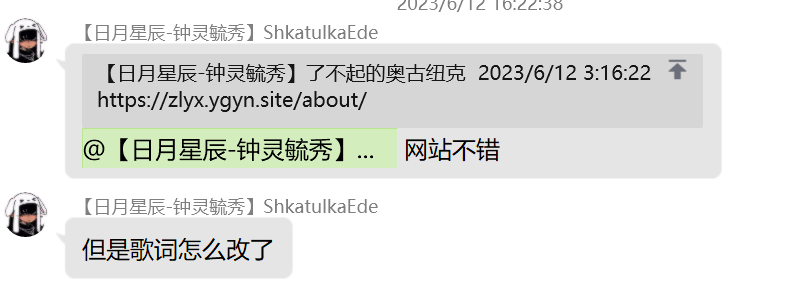 2023/6/12 16:22:38
【日月星辰-钟灵毓秀】ShkatulkaEde
【日月星辰-钟灵毓秀】了不起的奥古纽克 2023/6/12 3:16:22
https://zlyx.ygyn.site/about/
@【日月星辰-钟灵毓秀】... 网站不错
【日月星辰-钟灵毓秀】ShkatulkaEde
但是歌词怎么改了